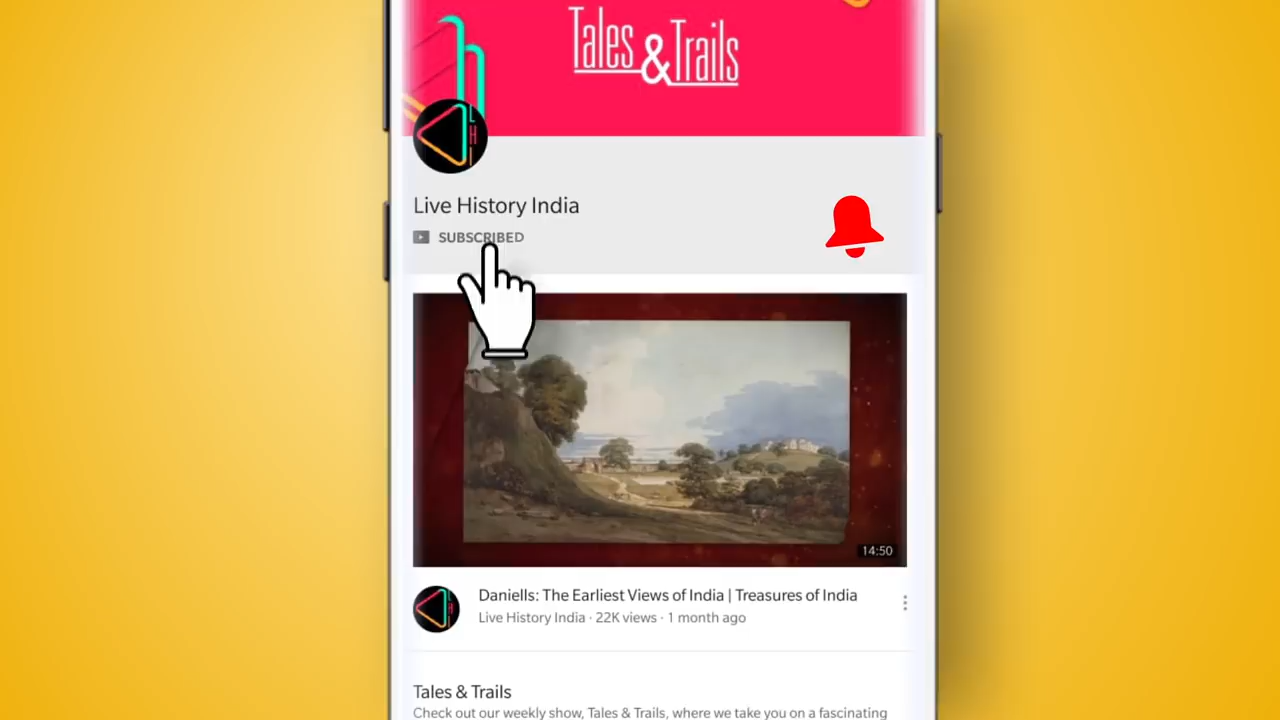 Tales & Trails
LHI
Live History India
SUBSCRIBED
14:50
Daniells: The Earliest Views of India | Treasures of India
Live History India · 22K views · 1 month ago
Tales & Trails
Check out our weekly show, Tales & Trails, where we take you on a fascinating